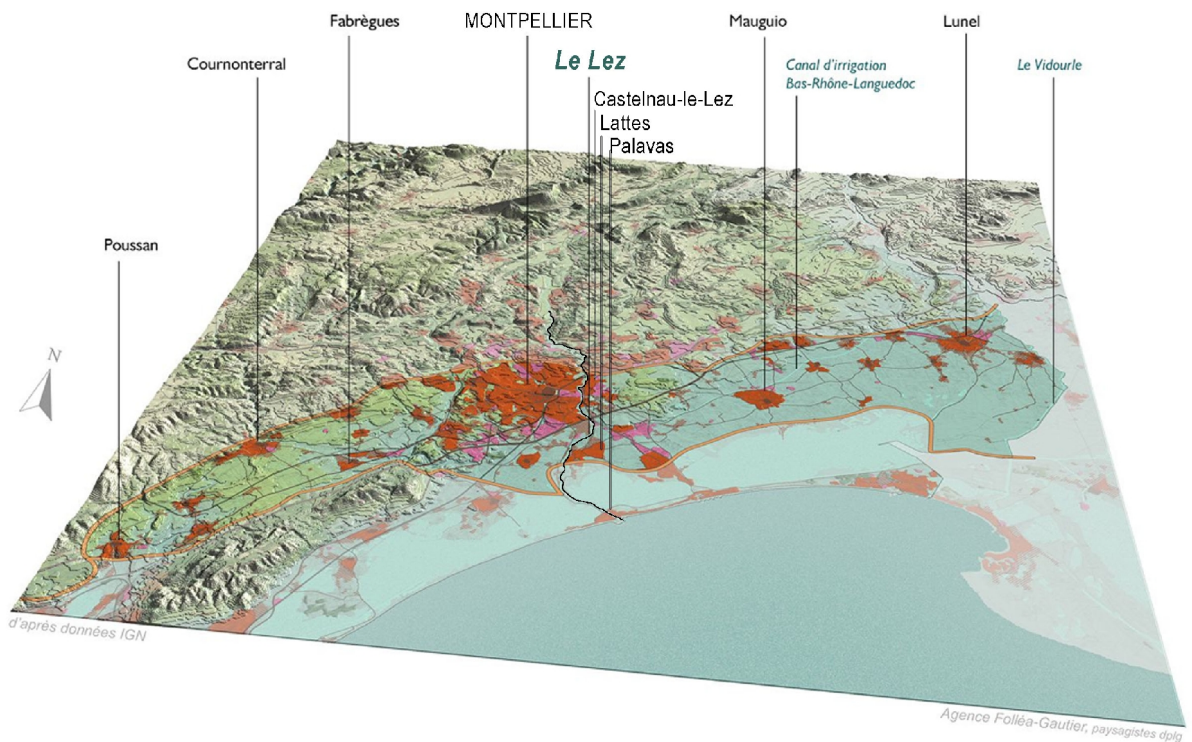 Fabrègues
MONTPELLIER
Mauguio
Lunel
Cournonterral
Le Lez
Canal d'irrigation
Bas-Rhône-Languedoc
Le Vidourle
Castelnau-le-Lez
Lattes
Palavas
Poussan
N
d'après données IGN
Agence Folléa-Gautier, paysagistes dplg